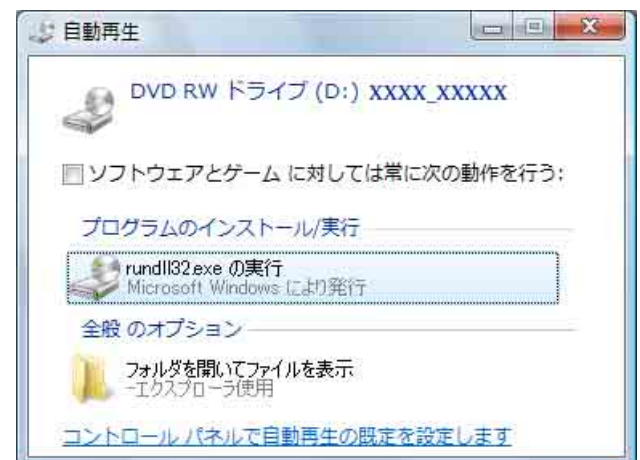 自動再生
DVD RW ドライブ (D:) XXXX_XXXXX
ソフトウェアとゲーム に対しては常に次の動作を行う:
プログラムのインストール/実行
rundll32.exe の実行
Microsoft Windows により発行
全般 のオプション
フォルダを開いてファイルを表示
-エクスプローラ使用
コントロール パネルで自動再生の既定を設定します